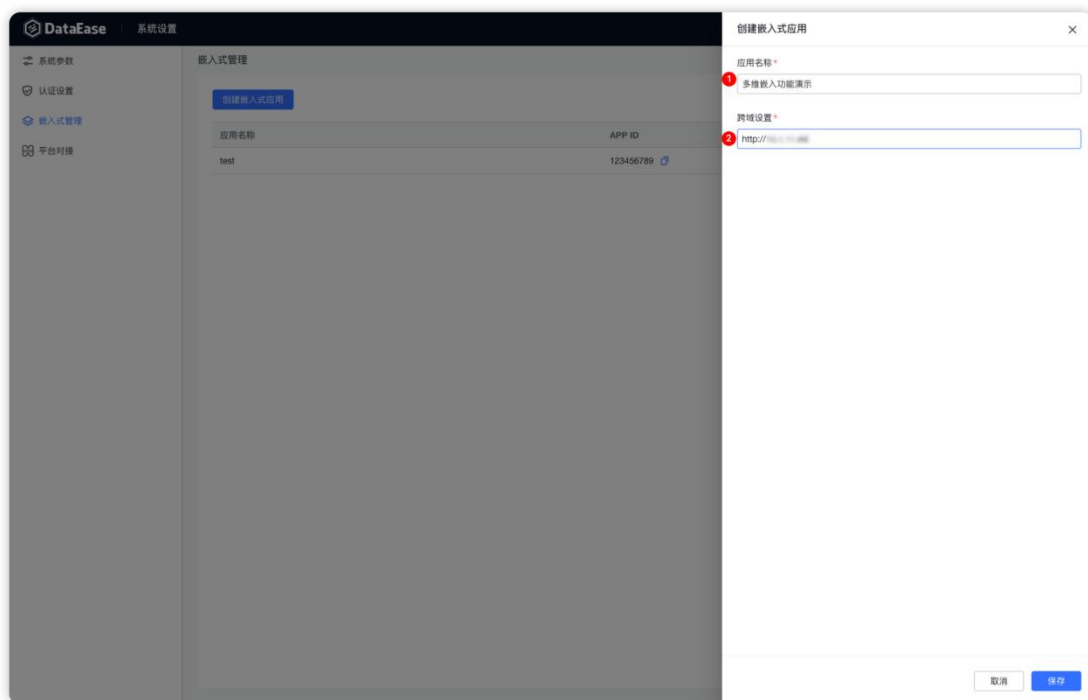 DataEase
系统设置
创建嵌入式应用
系统参数
认证设置
嵌入式管理
平台对接
嵌入式管理
创建嵌入式应用
应用名称 APP ID
test 123456789
应用名称*
1
多维嵌入功能演示
跨域设置*
2
http://
取消 保存